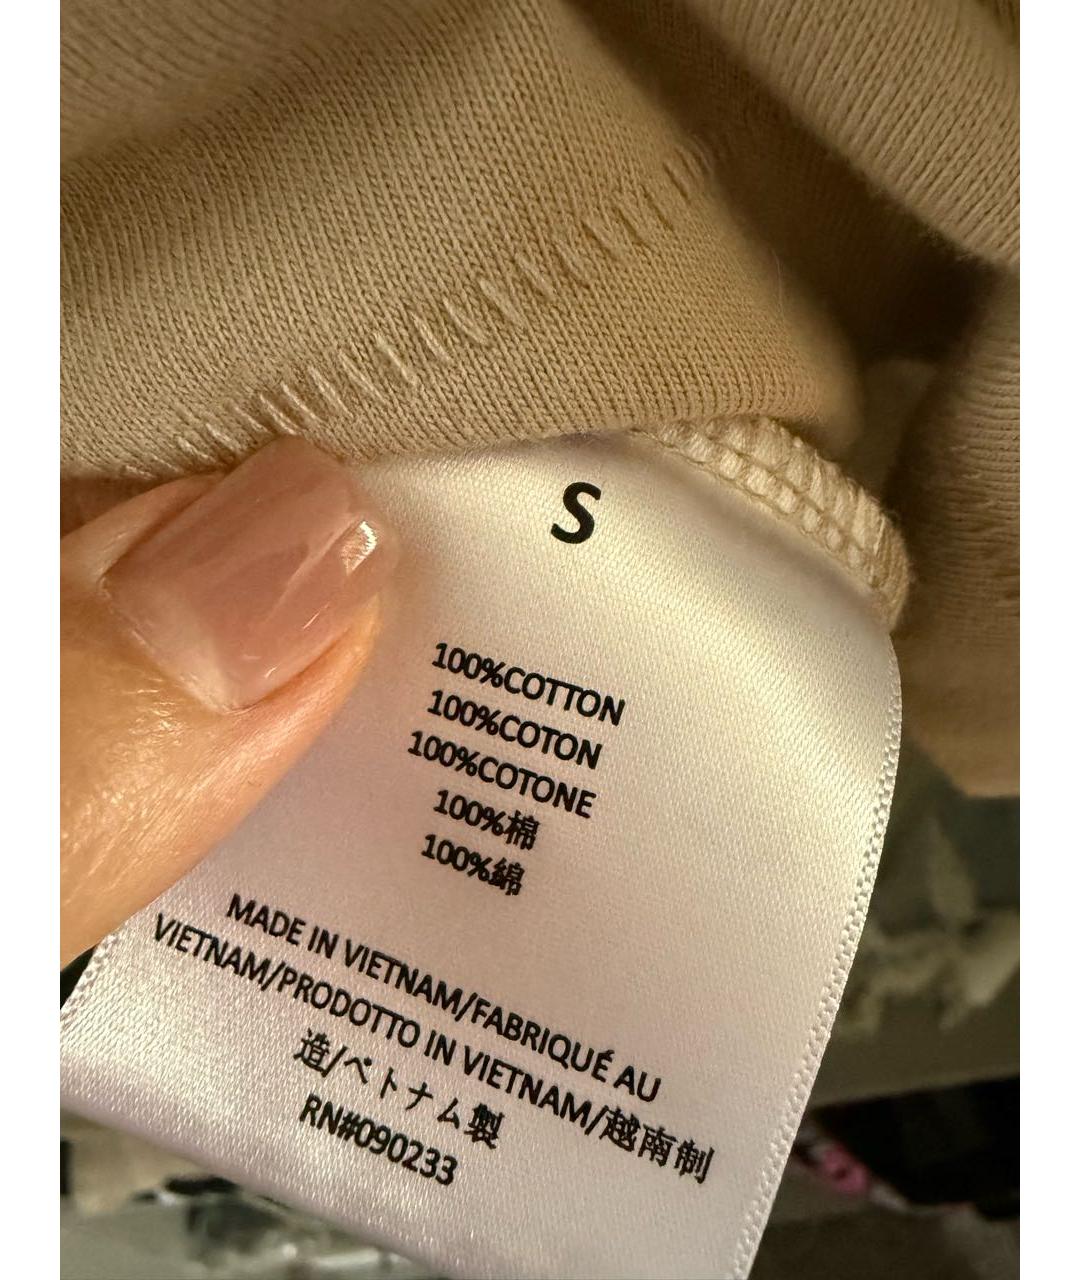 S
100%COTTON
100%COTON
100%COTONE
100%棉
100%綿
MADE IN VIETNAM/FABRIQUÉ AU
VIETNAM/PRODOTTO IN VIETNAM/越南制
造/ベトナム製
RN#090233